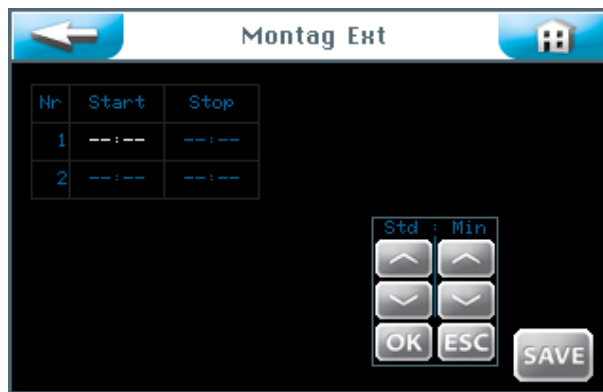 Montag Ext
Nr Start Stop
1 --:-- --:--
2 --:-- --:--
Std : Min
OK ESC
SAVE